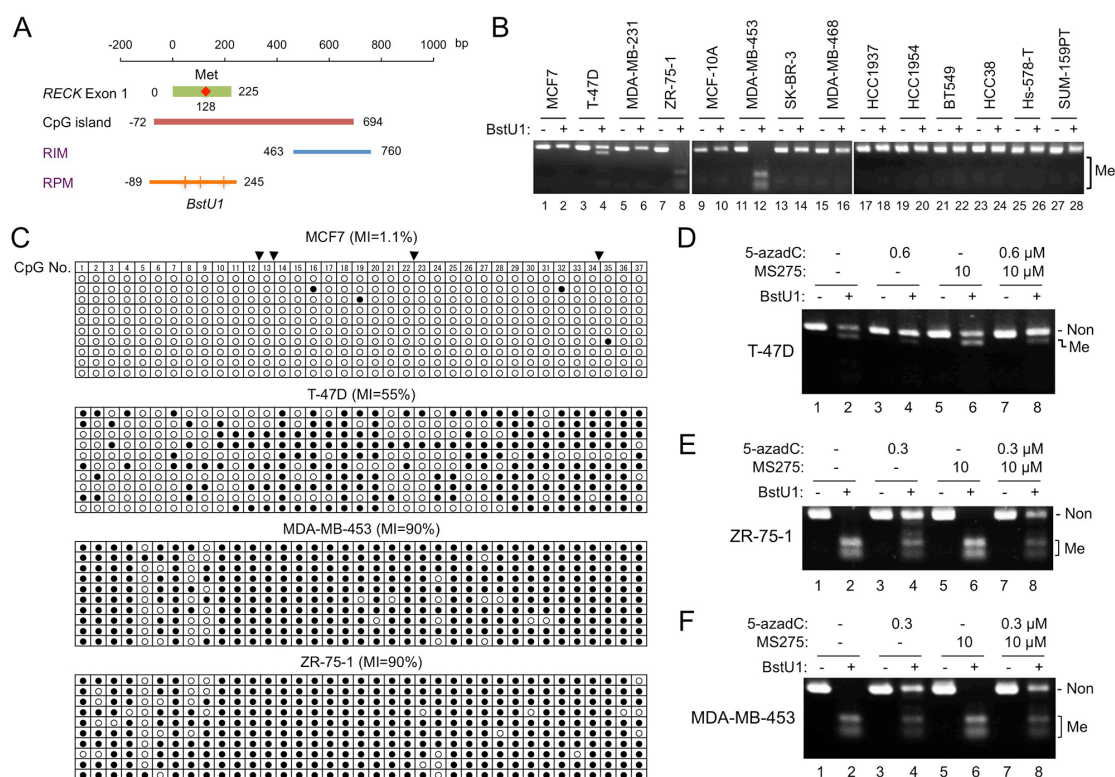 A
-200 0 200 400 600 800 1000 bp
Met
RECK Exon 1 0 225
128
CpG island -72 694
RIM 463 760
RPM -89 245
BstU1
B
MCF7 T-47D MDA-MB-231 ZR-75-1 MCF-10A MDA-MB-453 SK-BR-3 MDA-MB-468 HCC1937 HCC1954 BT549 HCC38 Hs-578-T SUM-159PT
BstU1: - + - + - + - + - + - + - + - + - + - + - + - + - + - +
Me
1 2 3 4 5 6 7 8 9 10 11 12 13 14 15 16 17 18 19 20 21 22 23 24 25 26 27 28
C
MCF7 (MI=1.1%)
CpG No. 1 2 3 4 5 6 7 8 9 10 11 12 13 14 15 16 17 18 19 20 21 22 23 24 25 26 27 28 29 30 31 32 33 34 35 36 37
T-47D (MI=55%)
MDA-MB-453 (MI=90%)
ZR-75-1 (MI=90%)
D
5-azadC: - 0.6 - 0.6 µM
MS275: - - 10 10 µM
BstU1: - + - + - + - +
- Non
Me
T-47D
1 2 3 4 5 6 7 8
E
5-azadC: - 0.3 - 0.3 µM
MS275: - - 10 10 µM
BstU1: - + - + - + - +
- Non
ZR-75-1
Me
1 2 3 4 5 6 7 8
F
5-azadC: - 0.3 - 0.3 µM
MS275: - - 10 10 µM
BstU1: - + - + - + - +
- Non
MDA-MB-453
Me
1 2 3 4 5 6 7 8